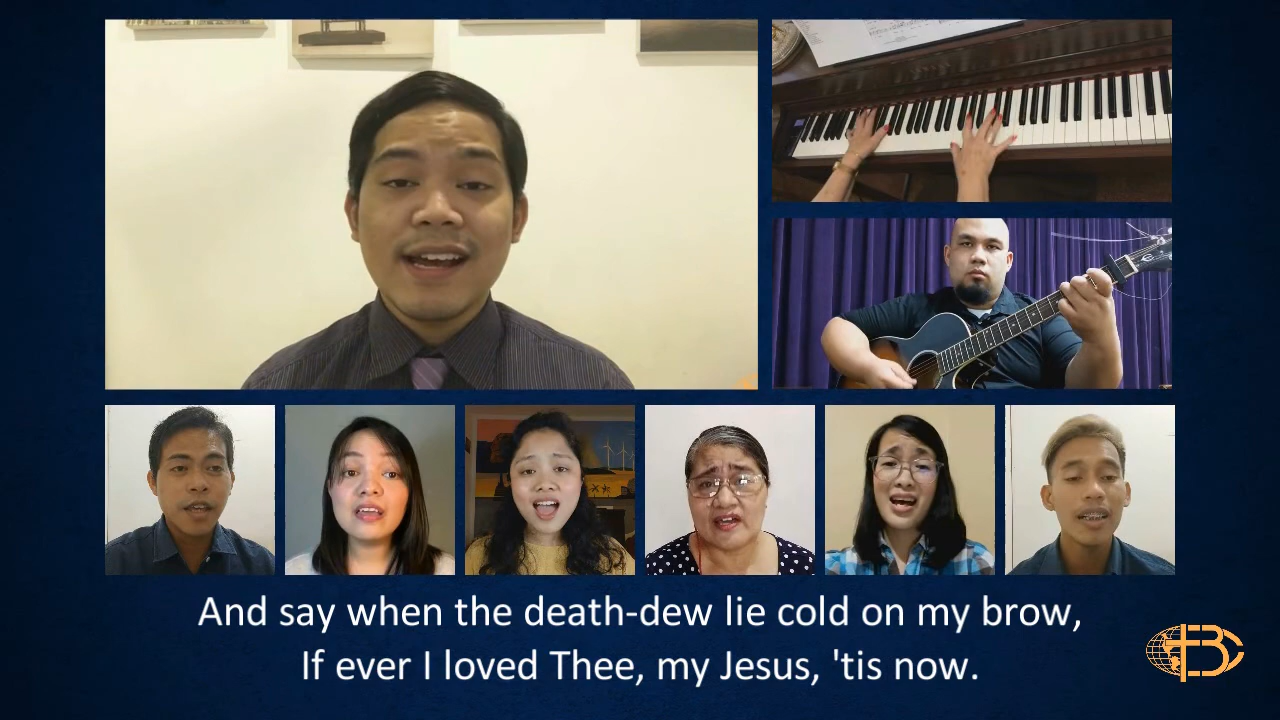 And say when the death-dew lie cold on my brow,
If ever I loved Thee, my Jesus, 'tis now.
BC